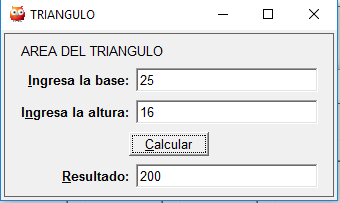 TRIANGULO
AREA DEL TRIANGULO
Ingresa la base: 25
Ingresa la altura: 16
Calcular
Resultado: 200